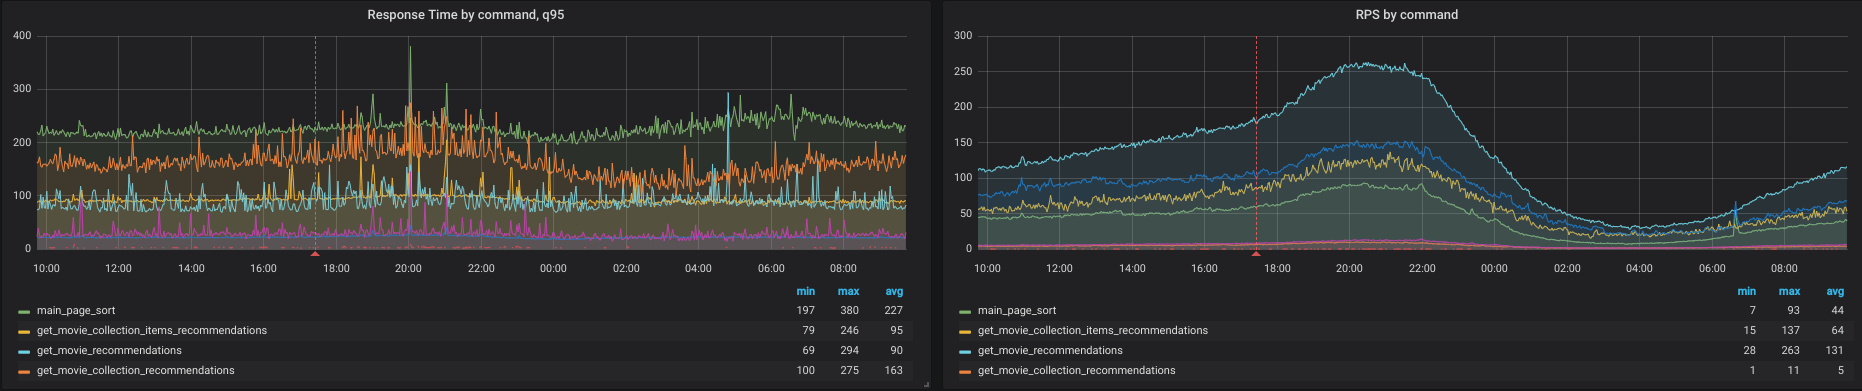 Response Time by command, q95
400
300
200
100
0
10:00 12:00 14:00 16:00 18:00 20:00 22:00 00:00 02:00 04:00 06:00 08:00
min max avg
main_page_sort 197 380 227
get_movie_collection_items_recommendations 79 246 95
get_movie_recommendations 69 294 90
get_movie_collection_recommendations 100 275 163
RPS by command
300
250
200
150
100
50
0
10:00 12:00 14:00 16:00 18:00 20:00 22:00 00:00 02:00 04:00 06:00 08:00
min max avg
main_page_sort 7 93 44
get_movie_collection_items_recommendations 15 137 64
get_movie_recommendations 28 263 131
get_movie_collection_recommendations 1 11 5